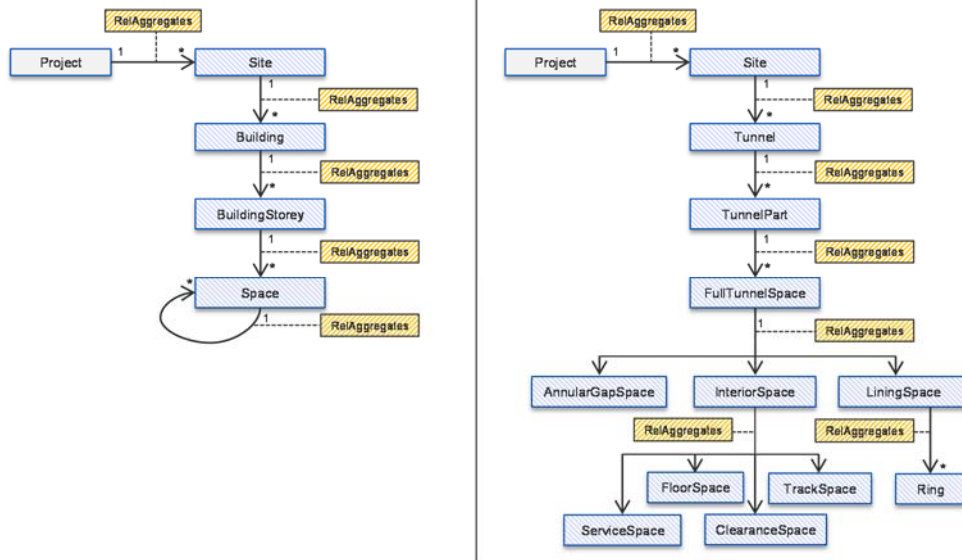 RelAggregates
1
*
Project
Site
1
RelAggregates
*
Building
1
RelAggregates
*
BuildingStorey
1
RelAggregates
*
*
Space
1
RelAggregates
RelAggregates
1
*
Project
Site
1
RelAggregates
*
Tunnel
1
RelAggregates
*
TunnelPart
1
RelAggregates
*
FullTunnelSpace
1
RelAggregates
AnnularGapSpace
InteriorSpace
LiningSpace
RelAggregates
RelAggregates
*
FloorSpace
TrackSpace
Ring
ServiceSpace
ClearanceSpace